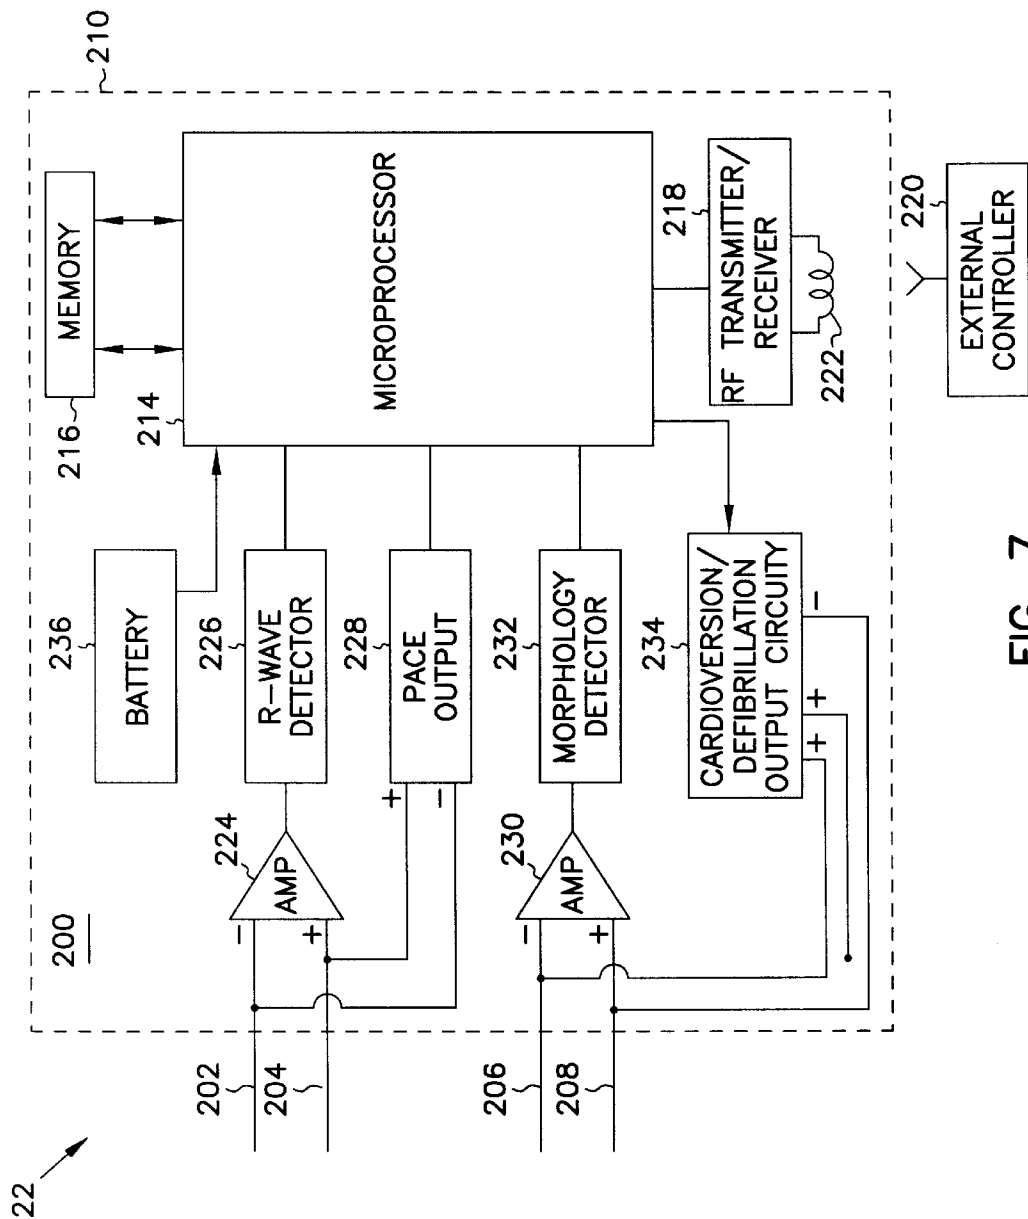 22
200
210
202
204
206
208
236
BATTERY
224
AMP
−
+
226
R–WAVE
DETECTOR
228
PACE
OUTPUT
+
−
230
AMP
−
+
232
MORPHOLOGY
DETECTOR
234
CARDIOVERSION/
DEFIBRILLATION
OUTPUT CIRCUITY
+
+
−
216
MEMORY
214
MICROPROCESSOR
218
RF TRANSMITTER/
RECEIVER
222
220
EXTERNAL
CONTROLLER
FIG. 7